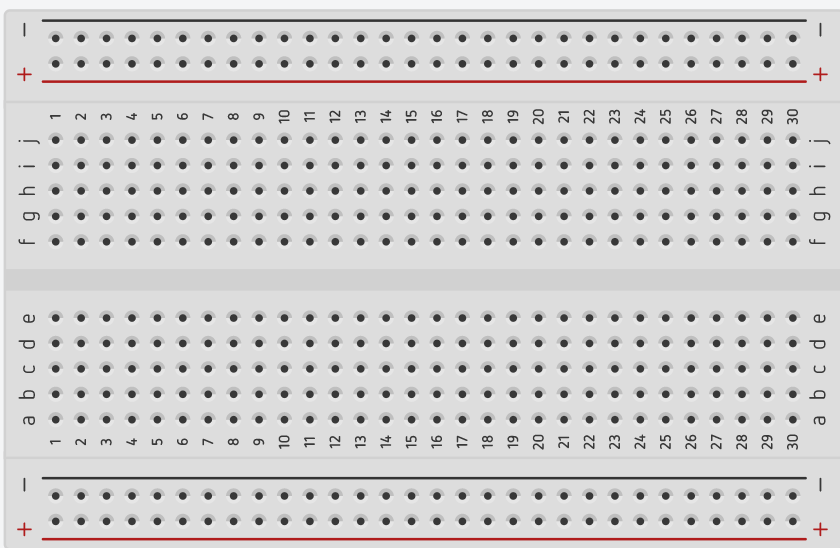 − −
+ +
1 2 3 4 5 6 7 8 9 10 11 12 13 14 15 16 17 18 19 20 21 22 23 24 25 26 27 28 29 30
j j
i i
h h
g g
f f
e e
d d
c c
b b
a a
1 2 3 4 5 6 7 8 9 10 11 12 13 14 15 16 17 18 19 20 21 22 23 24 25 26 27 28 29 30
− −
+ +